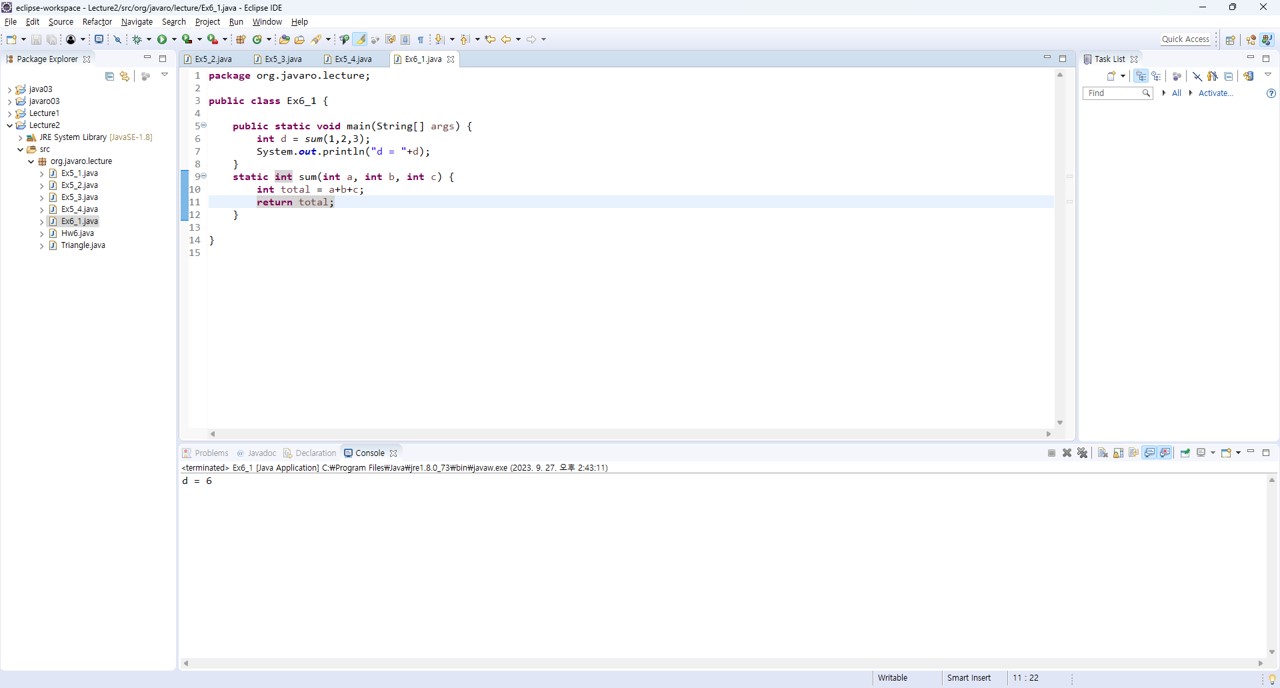 eclipse-workspace - Lecture2/src/org/javaro/lecture/Ex6_1.java - Eclipse IDE
File Edit Source Refactor Navigate Search Project Run Window Help
Quick Access
Package Explorer
java03
javaro03
Lecture1
Lecture2
JRE System Library [JavaSE-1.8]
src
org.javaro.lecture
Ex5_1.java
Ex5_2.java
Ex5_3.java
Ex5_4.java
Ex6_1.java
Hw6.java
Triangle.java
Ex5_2.java Ex5_3.java Ex5_4.java Ex6_1.java
1 package org.javaro.lecture;
2
3 public class Ex6_1 {
4
5 public static void main(String[] args) {
6 int d = sum(1,2,3);
7 System.out.println("d = "+d);
8 }
9 static int sum(int a, int b, int c) {
10 int total = a+b+c;
11 return total;
12 }
13
14 }
15
Task List
Find All Activate...
Problems Javadoc Declaration Console
<terminated> Ex6_1 [Java Application] C:₩Program Files₩Java₩jre1.8.0_73₩bin₩javaw.exe (2023. 9. 27. 오후 2:43:11)
d = 6
Writable Smart Insert 11 : 22